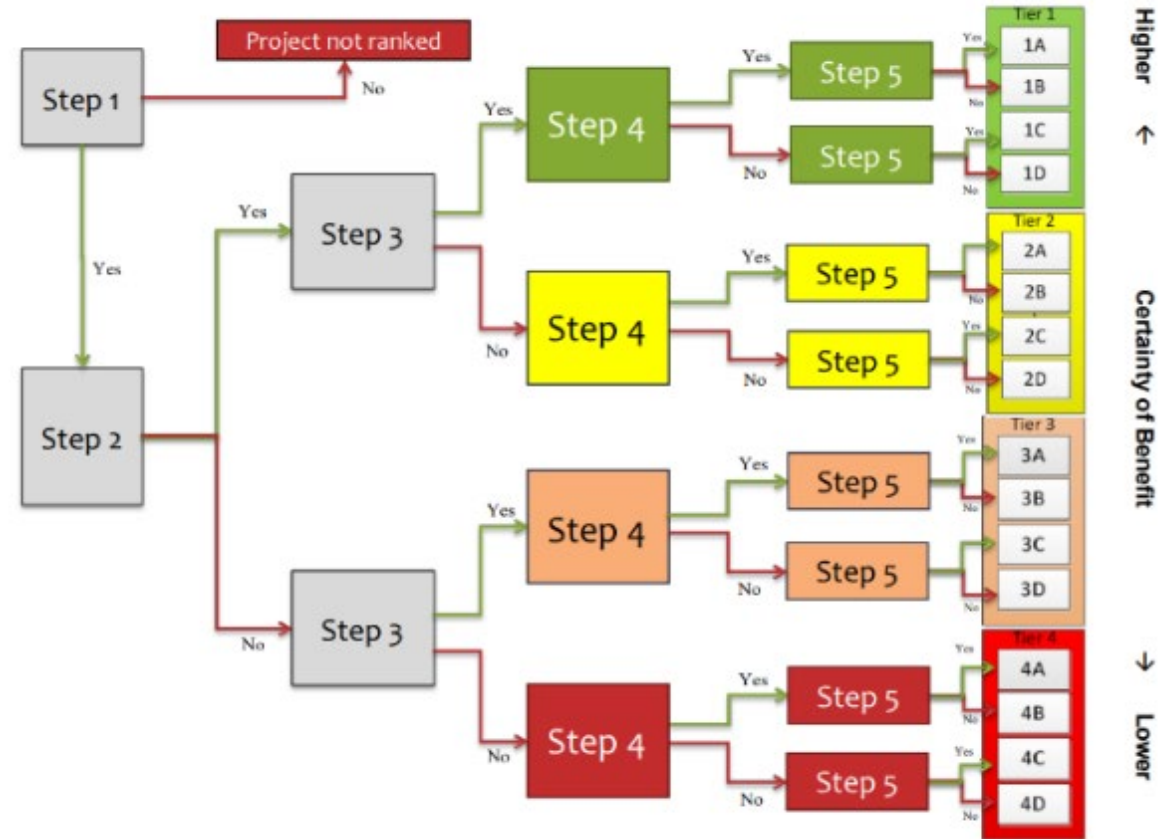 Project not ranked
Step 1
No
Yes
Step 2
Yes
No
Step 3
Yes
No
Step 3
Yes
No
Step 4
Yes
No
Step 4
Yes
No
Step 4
Yes
No
Step 4
Yes
No
Step 5
Yes
No
Step 5
Yes
No
Step 5
No
Step 5
Yes
No
Step 5
Yes
No
Step 5
No
Step 5
Yes
No
Step 5
Yes
No
Tier 1
1A
1B
1C
1D
Tier 2
2A
2B
2C
2D
Tier 3
3A
3B
3C
3D
Tier 4
4A
4B
4C
4D
Higher ←
Certainty of Benefit
→ Lower